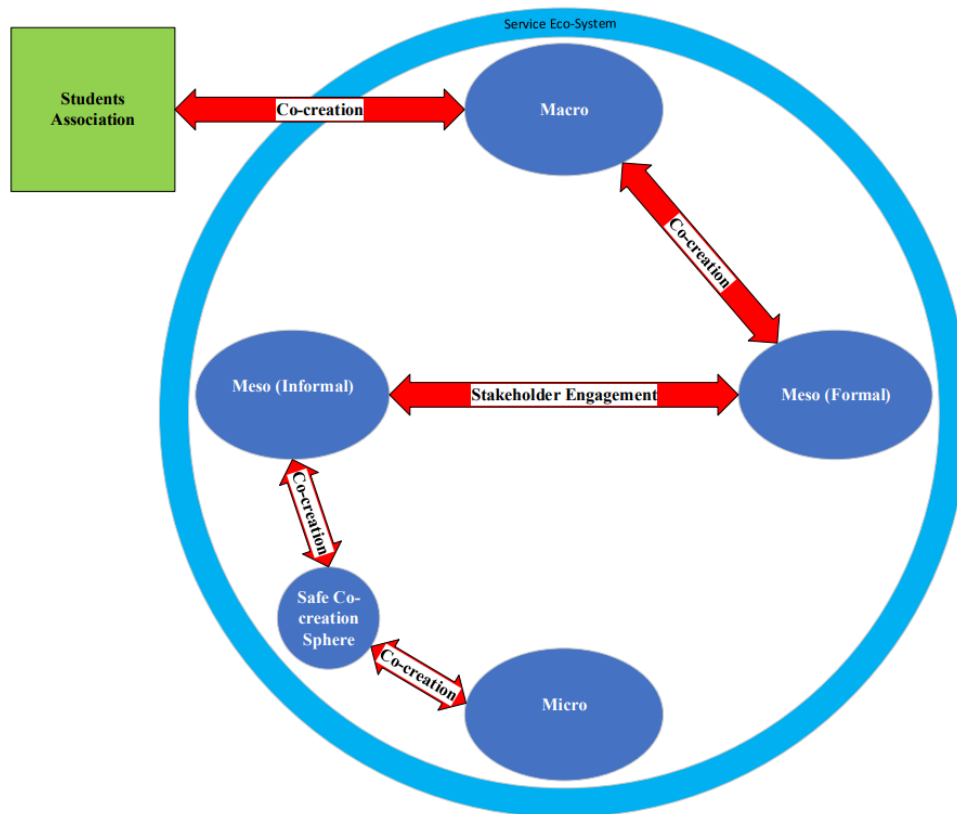 Service Eco-System
Students
Association
Co-creation
Macro
Co-creation
Meso (Informal)
Stakeholder Engagement
Meso (Formal)
Co-creation
Safe Co-
creation
Sphere
Co-creation
Micro